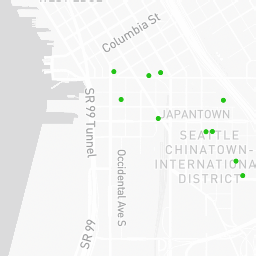 Columbia St
SR 99 Tunnel
JAPANTOWN
SEATTLE
CHINATOWN-
INTERNATIONAL
DISTRICT
Occidental Ave S
SR 99